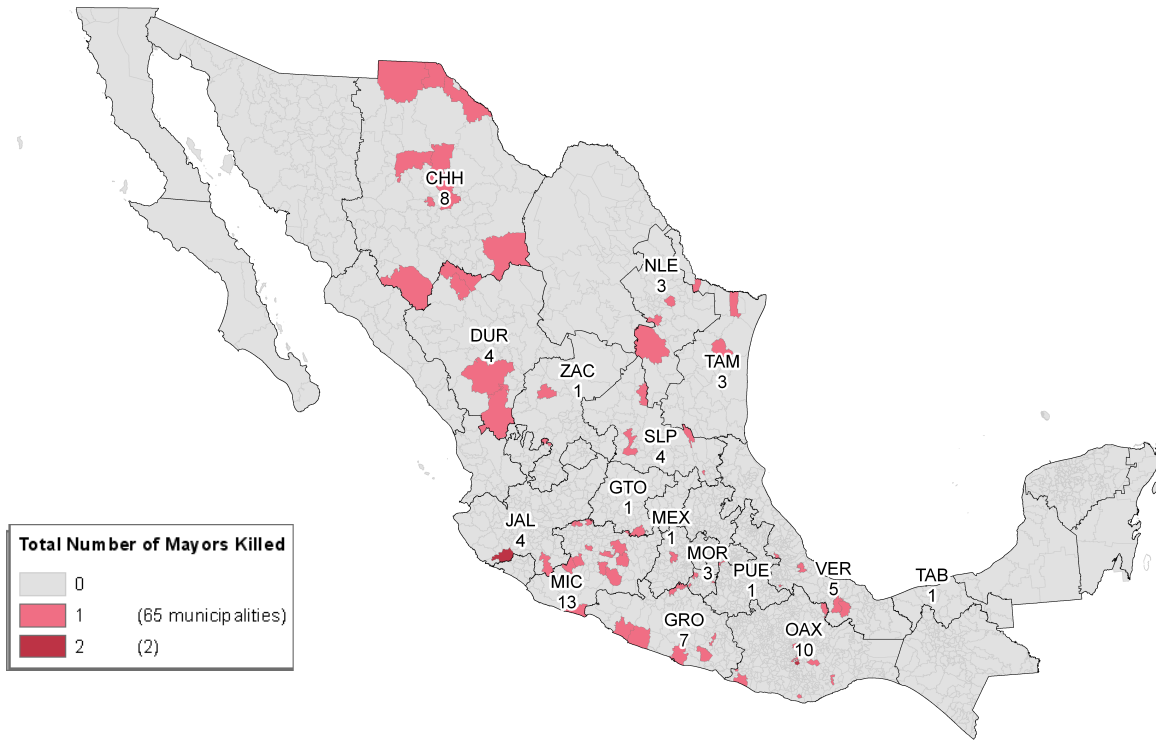 CHH
8
NLE
3
DUR
4
TAM
3
ZAC
1
SLP
4
GTO
1
JAL
4
MEX
1
MOR
3
PUE
1
VER
5
TAB
1
MIC
13
GRO
7
OAX
10
Total Number of Mayors Killed
0
1 (65 municipalities)
2 (2)